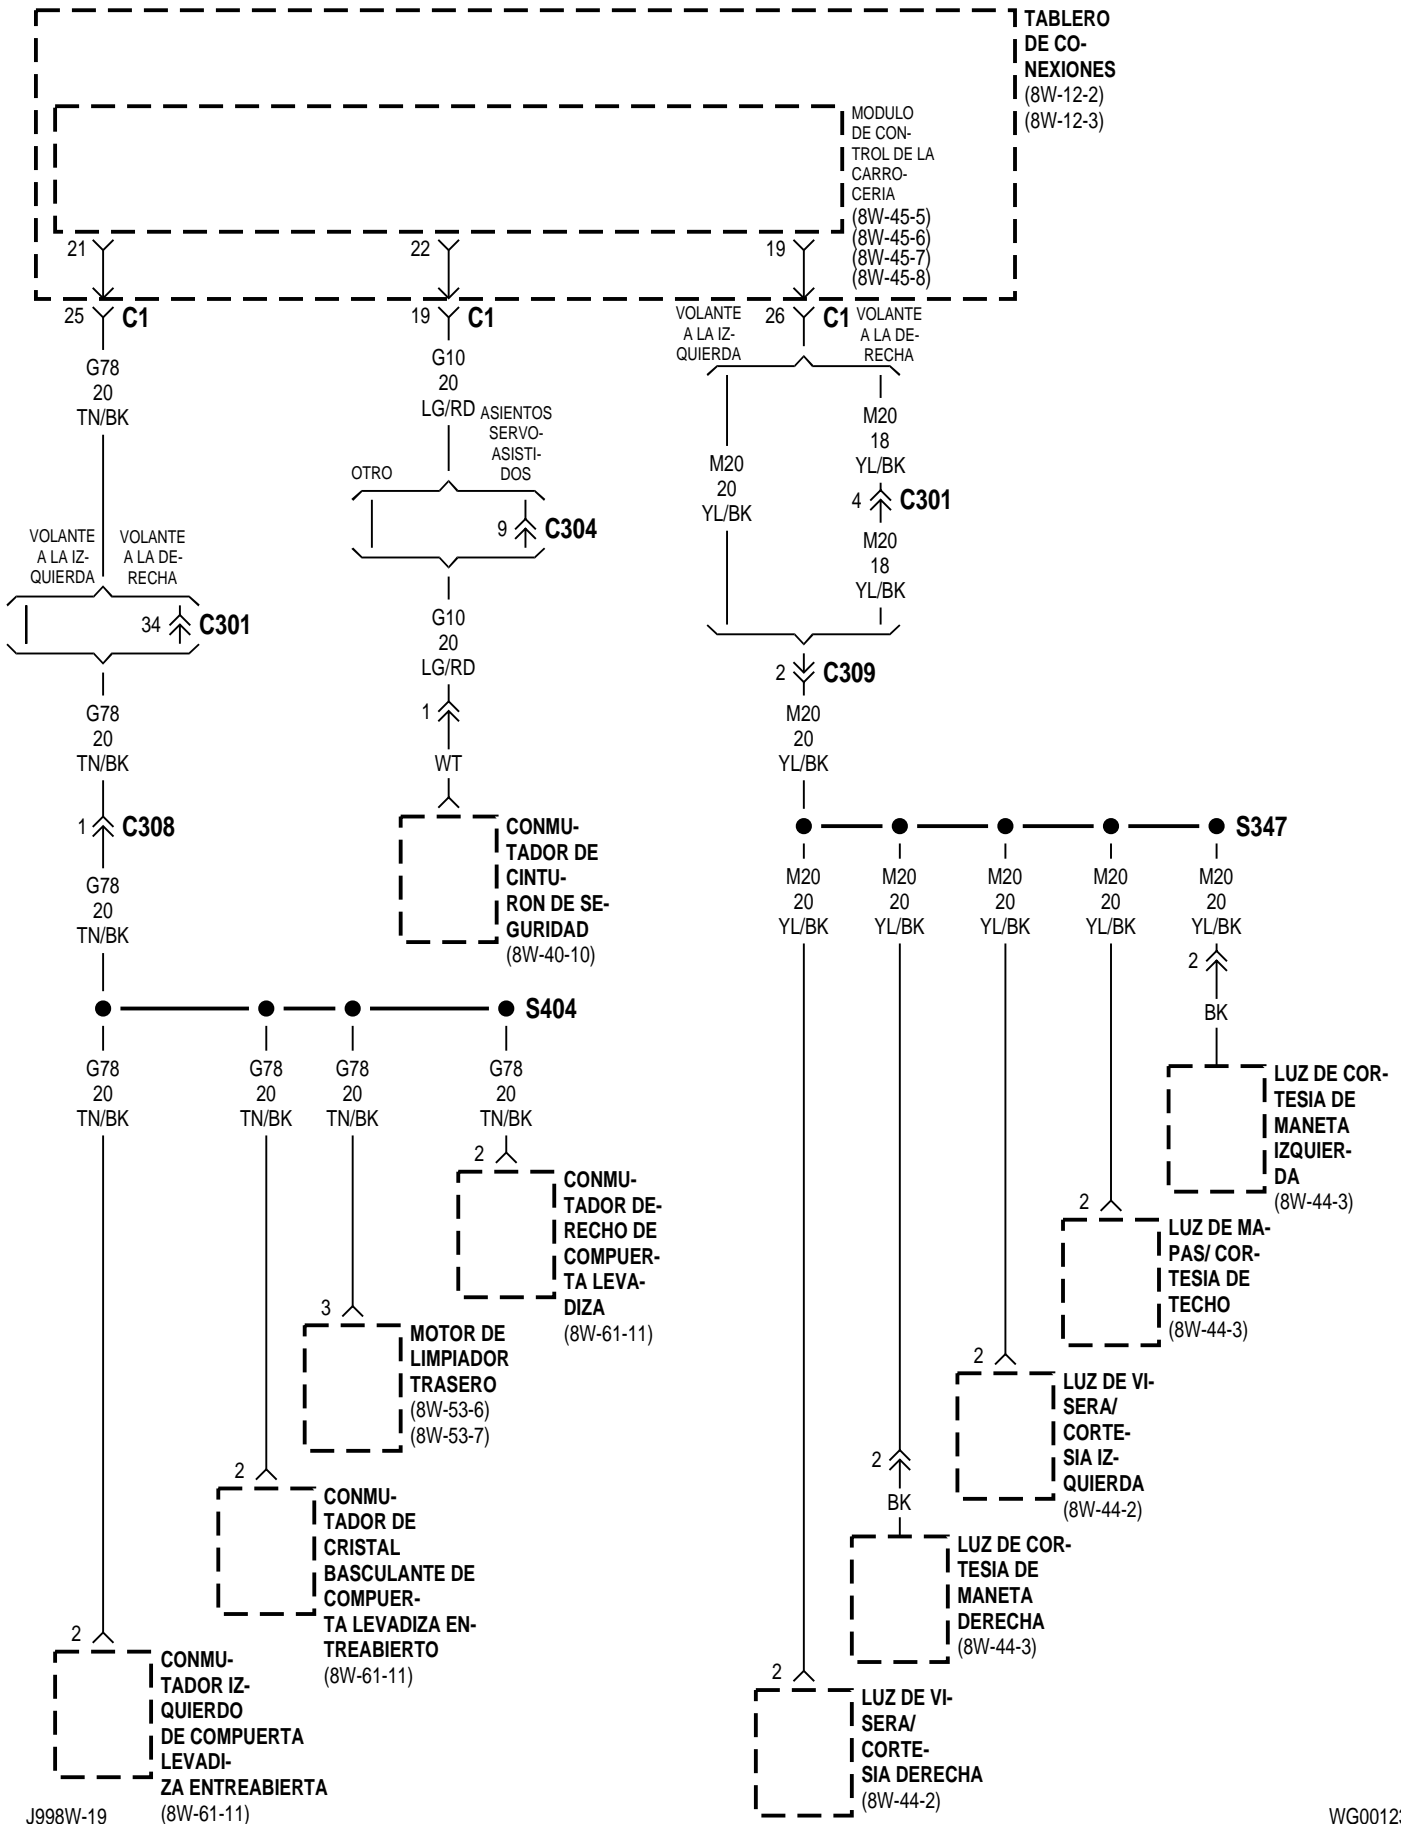 TABLERO
DE CO-
NEXIONES
(8W-12-2)
(8W-12-3)
MODULO
DE CON-
TROL DE LA
CARRO-
CERIA
(8W-45-5)
(8W-45-6)
(8W-45-7)
(8W-45-8)
21
22
19
25 C1
19 C1
26 C1
G78
20
TN/BK
G10
20
LG/RD
VOLANTE
A LA IZ-
QUIERDA
VOLANTE
A LA DE-
RECHA
M20
18
YL/BK
ASIENTOS
SERVO-
ASISTI-
DOS
OTRO
M20
20
YL/BK
4 C301
9 C304
M20
18
YL/BK
VOLANTE
A LA IZ-
QUIERDA
VOLANTE
A LA DE-
RECHA
34 C301
G10
20
LG/RD
2 C309
G78
20
TN/BK
1
WT
M20
20
YL/BK
1 C308
CONMU-
TADOR DE
CINTU-
RON DE SE-
GURIDAD
(8W-40-10)
S347
G78
20
TN/BK
M20
20
YL/BK
M20
20
YL/BK
M20
20
YL/BK
M20
20
YL/BK
M20
20
YL/BK
2
BK
S404
G78
20
TN/BK
G78
20
TN/BK
G78
20
TN/BK
G78
20
TN/BK
LUZ DE COR-
TESIA DE
MANETA
IZQUIER-
DA
(8W-44-3)
2
CONMU-
TADOR DE-
RECHO DE
COMPUER-
TA LEVA-
DIZA
(8W-61-11)
2
LUZ DE MA-
PAS/ COR-
TESIA DE
TECHO
(8W-44-3)
3
MOTOR DE
LIMPIADOR
TRASERO
(8W-53-6)
(8W-53-7)
2
LUZ DE VI-
SERA/
CORTE-
SIA IZ-
QUIERDA
(8W-44-2)
2
CONMU-
TADOR DE
CRISTAL
BASCULANTE DE
COMPUER-
TA LEVADIZA EN-
TREABIERTO
(8W-61-11)
2
BK
LUZ DE COR-
TESIA DE
MANETA
DERECHA
(8W-44-3)
2
CONMU-
TADOR IZ-
QUIERDO
DE COMPUERTA
LEVADI-
ZA ENTREABIERTA
(8W-61-11)
2
LUZ DE VI-
SERA/
CORTE-
SIA DERECHA
(8W-44-2)
J998W-19
WG00123